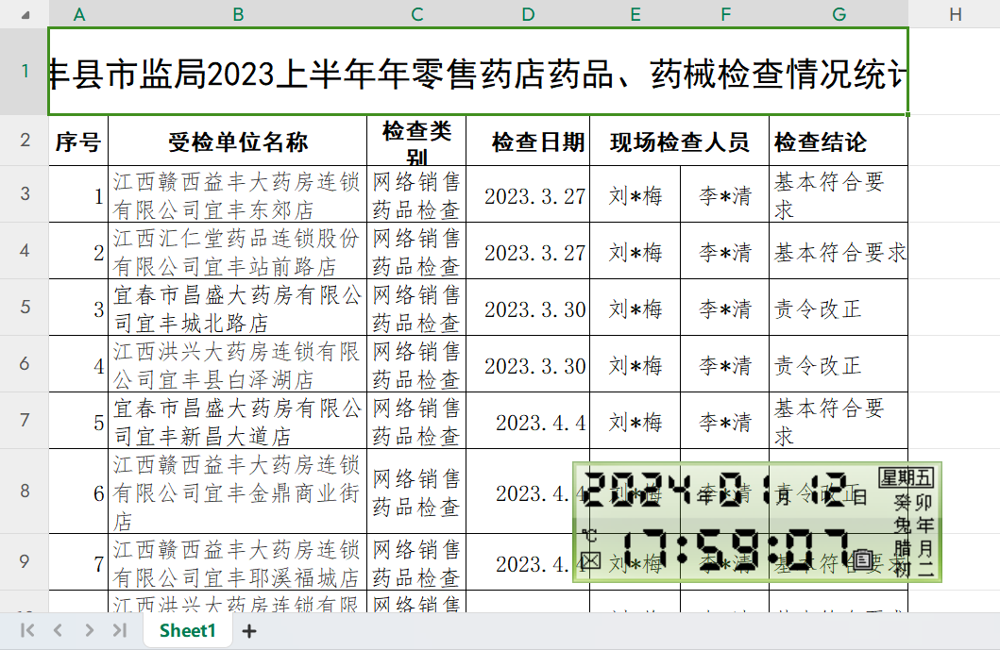 A B C D E F G H
1 丰县市监局2023上半年年零售药店药品、药械检查情况统计
2 序号 受检单位名称 检查类别 检查日期 现场检查人员 检查结论
3 1 江西赣西益丰大药房连锁有限公司宜丰东郊店 网络销售药品检查 2023.3.27 刘*梅 李*清 基本符合要求
4 2 江西汇仁堂药品连锁股份有限公司宜丰站前路店 网络销售药品检查 2023.3.27 刘*梅 李*清 基本符合要求
5 3 宜春市昌盛大药房有限公司宜丰城北路店 网络销售药品检查 2023.3.30 刘*梅 李*清 责令改正
6 4 江西洪兴大药房连锁有限公司宜丰县白泽湖店 网络销售药品检查 2023.3.30 刘*梅 李*清 责令改正
7 5 宜春市昌盛大药房有限公司宜丰新昌大道店 网络销售药品检查 2023.4.4 刘*梅 李*清 基本符合要求
8 6 江西赣西益丰大药房连锁有限公司宜丰金鼎商业街店 网络销售药品检查 2023.4.4 刘*梅 李*清 责令改正
9 7 江西赣西益丰大药房连锁有限公司宜丰耶溪福城店 网络销售药品检查 2023.4.4 刘*梅 李*清 基本符合要求
江西洪兴大药房连锁有限 网络销售
2024年01月12日 星期五
癸卯
兔年
腊月
初二
℃
17:59:07
Sheet1 +